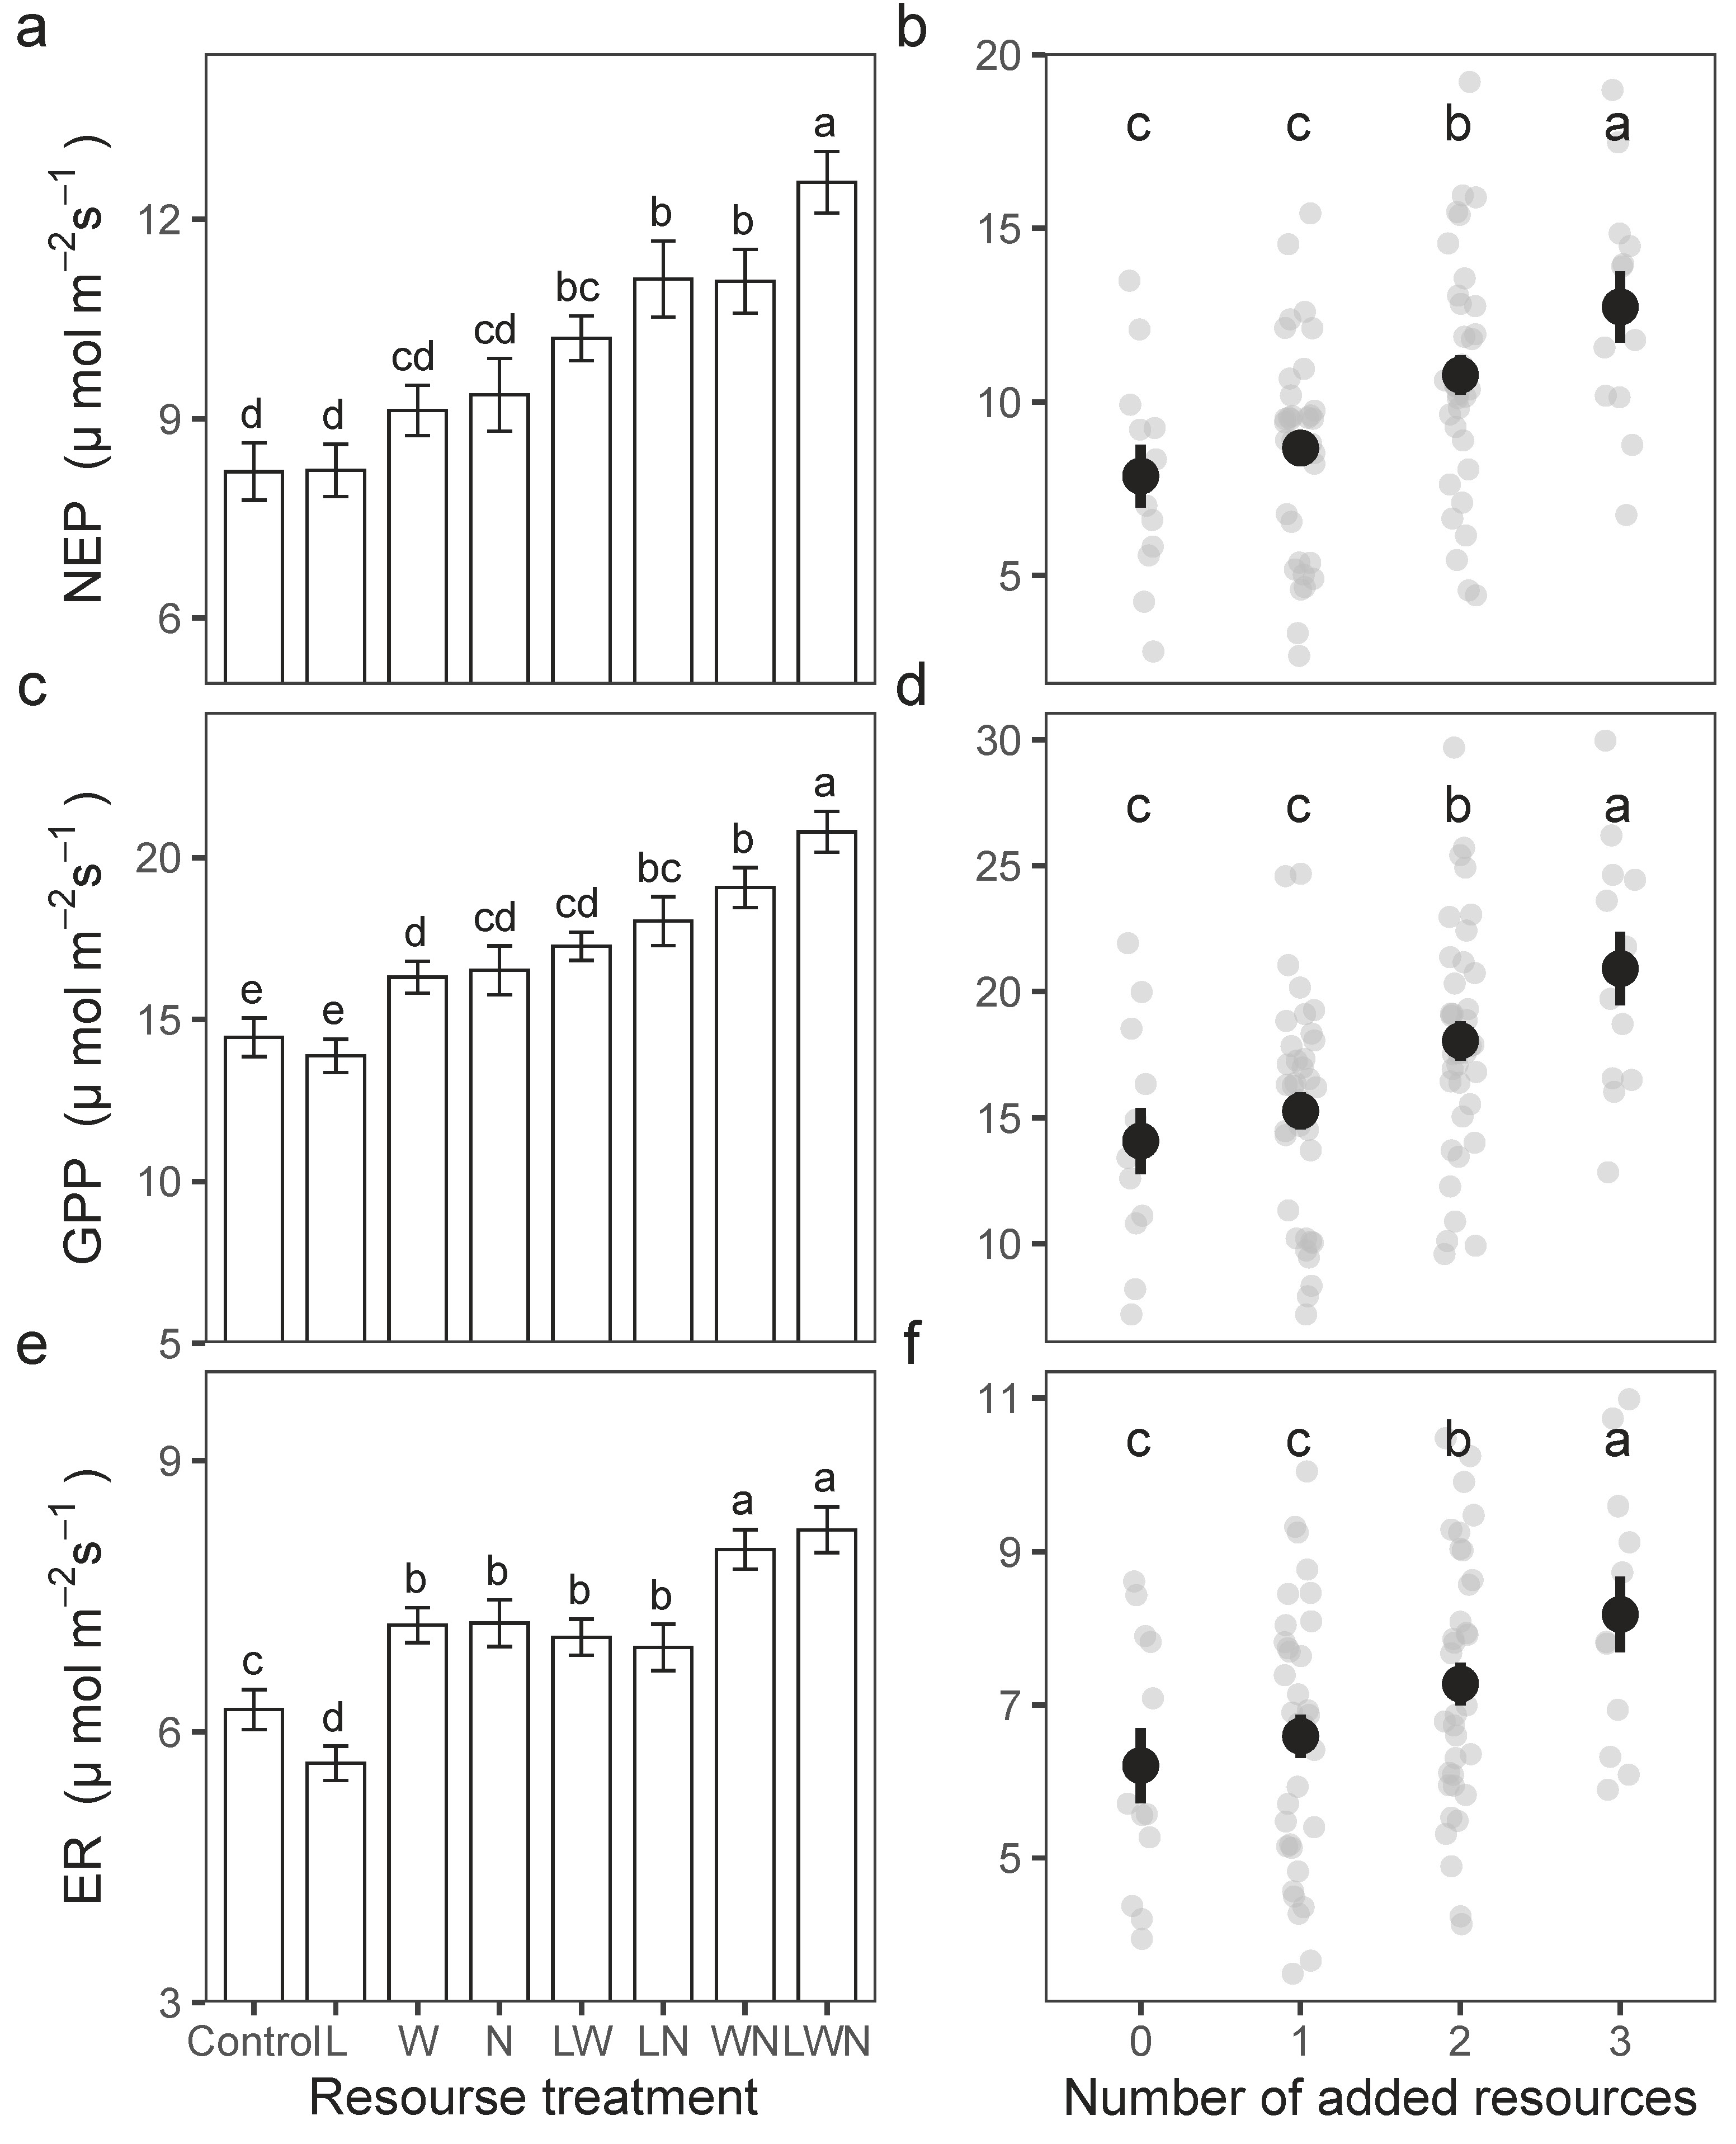 a
NEP (μ mol m⁻²s⁻¹)
12
9
6
d
d
cd
cd
bc
b
b
a
b
20
15
10
5
c
c
b
a
c
GPP (μ mol m⁻²s⁻¹)
20
15
10
5
e
e
d
cd
cd
bc
b
a
d
30
25
20
15
10
c
c
b
a
e
ER (μ mol m⁻²s⁻¹)
9
6
3
c
d
b
b
b
b
a
a
Control L W N LW LN WN LWN
Resourse treatment
f
11
9
7
5
c
c
b
a
0 1 2 3
Number of added resources